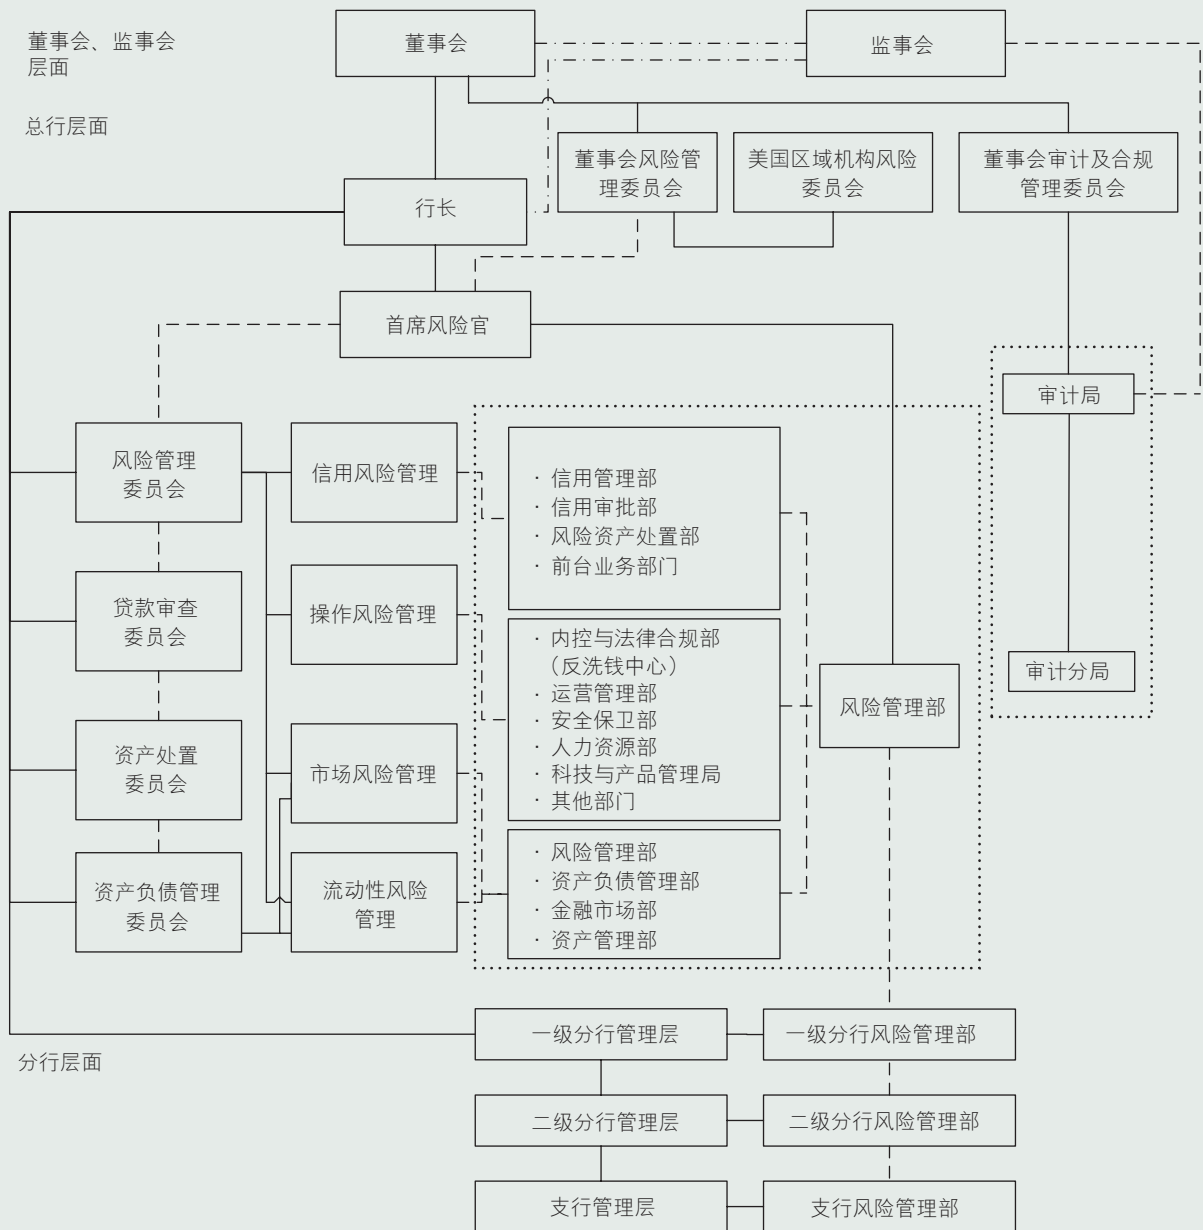 董事会、监事会
层面
董事会
监事会
总行层面
董事会风险管
理委员会
美国区域机构风险
委员会
董事会审计及合规
管理委员会
行长
首席风险官
审计局
风险管理
委员会
信用风险管理
· 信用管理部
· 信用审批部
· 风险资产处置部
· 前台业务部门
贷款审查
委员会
操作风险管理
· 内控与法律合规部
(反洗钱中心)
· 运营管理部
· 安全保卫部
· 人力资源部
· 科技与产品管理局
· 其他部门
风险管理部
审计分局
资产处置
委员会
市场风险管理
资产负债管理
委员会
流动性风险
管理
· 风险管理部
· 资产负债管理部
· 金融市场部
· 资产管理部
一级分行管理层
一级分行风险管理部
分行层面
二级分行管理层
二级分行风险管理部
支行管理层
支行风险管理部